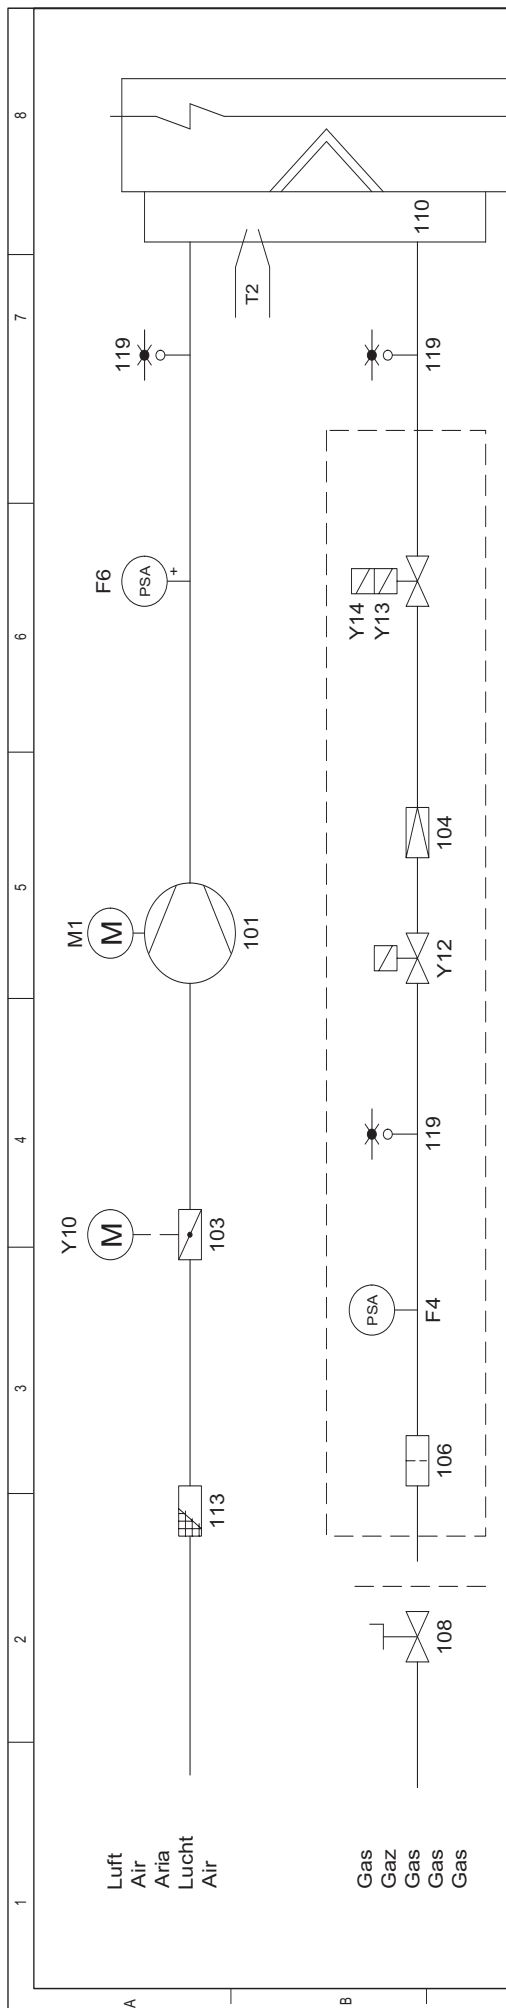 1 2 3 4 5 6 7 8
A
B
Luft
Air
Aria
Lucht
Air
113
Y10
M
103
M1
M
101
F6
PSA
+
119
T2
110
Gas
Gaz
Gas
Gas
Gas
108
106
PSA
F4
119
Y12
104
Y14
Y13
119